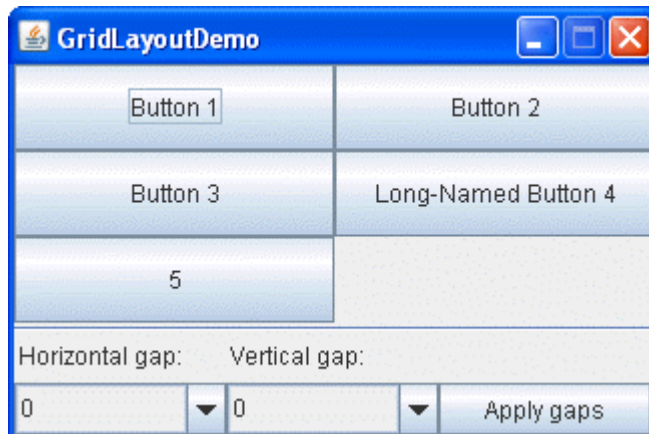 GridLayoutDemo
Button 1
Button 2
Button 3
Long-Named Button 4
5
Horizontal gap:
Vertical gap:
0
0
Apply gaps